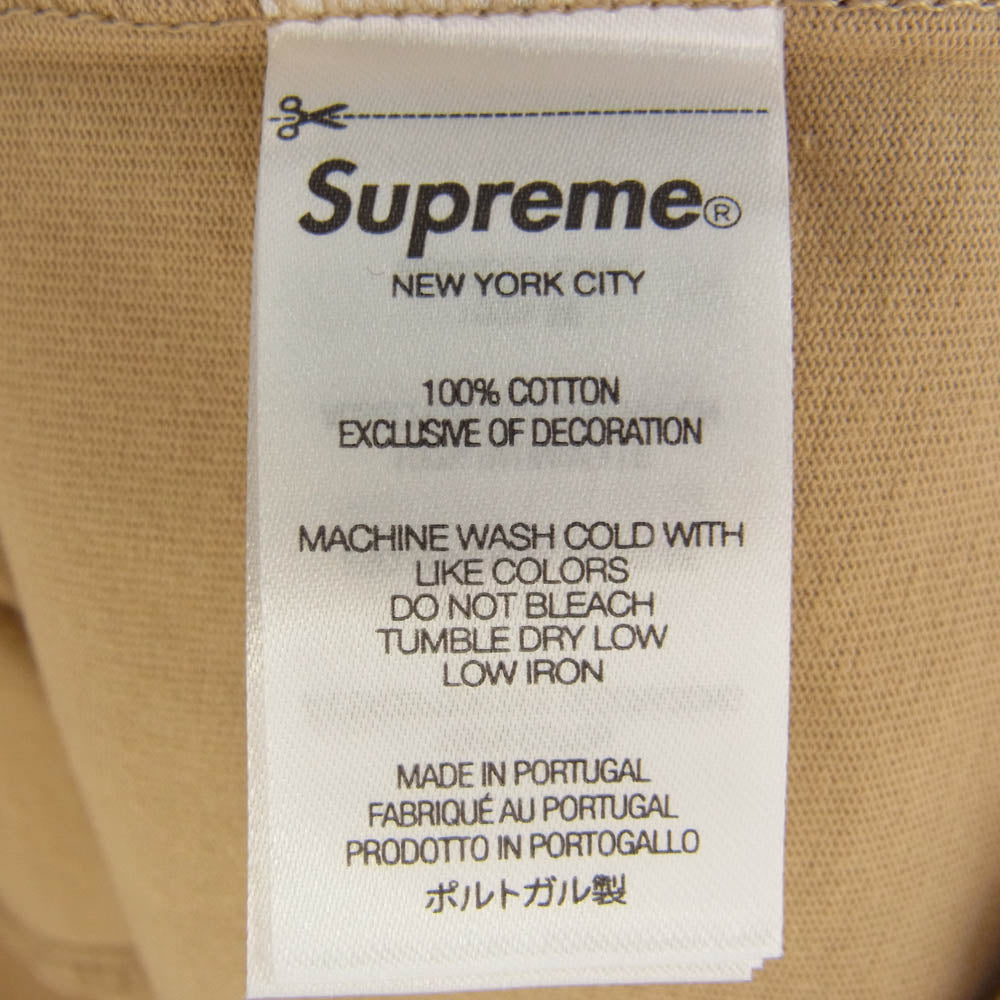 Supreme®
NEW YORK CITY
100% COTTON
EXCLUSIVE OF DECORATION
MACHINE WASH COLD WITH
LIKE COLORS
DO NOT BLEACH
TUMBLE DRY LOW
LOW IRON
MADE IN PORTUGAL
FABRIQUÉ AU PORTUGAL
PRODOTTO IN PORTOGALLO
ポルトガル製